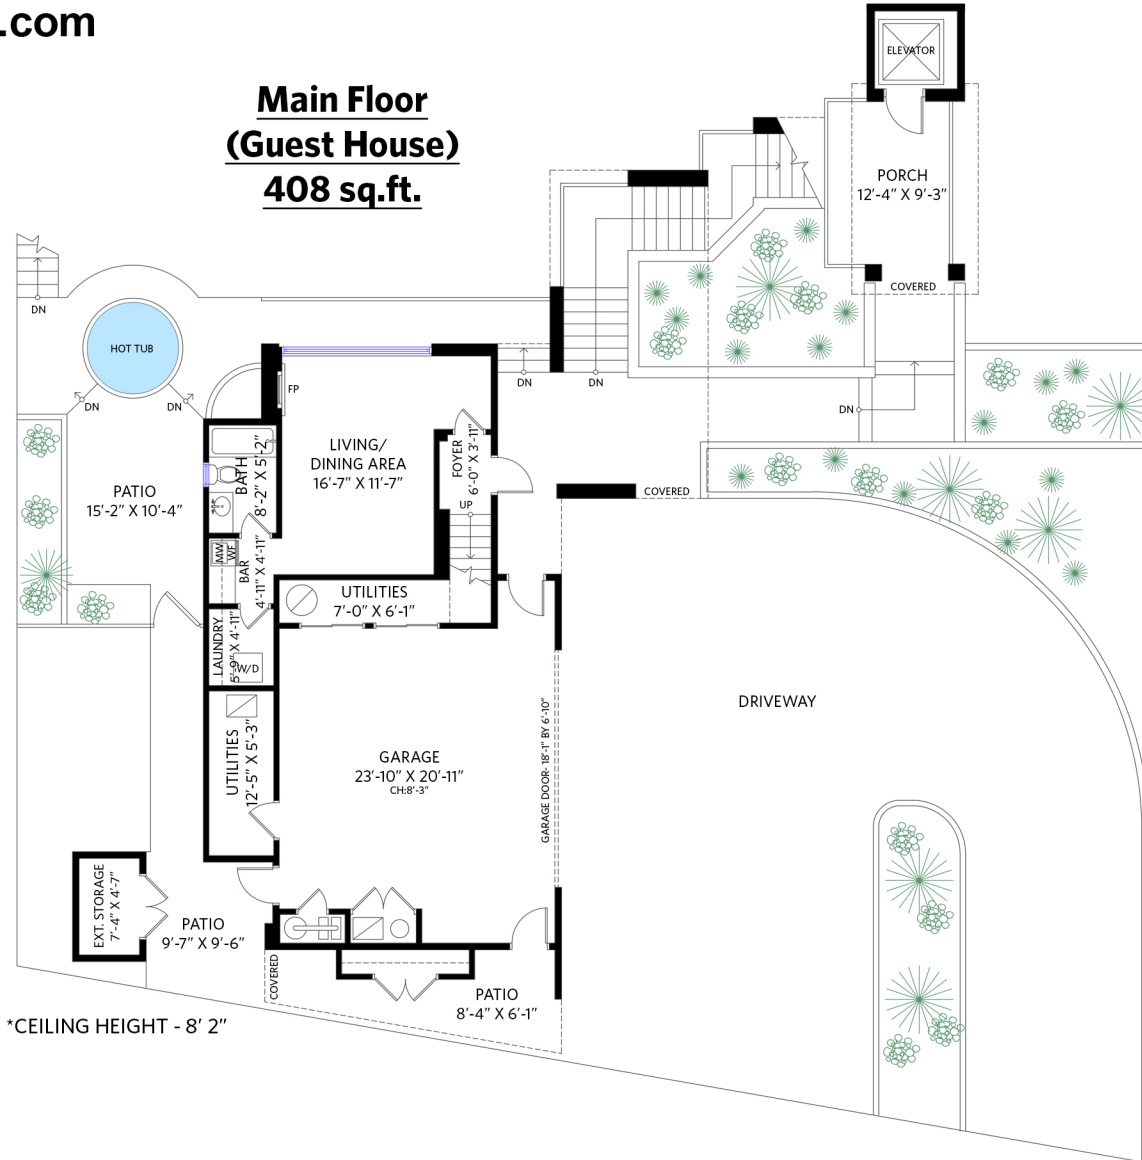 .com
Main Floor
(Guest House)
408 sq.ft.
ELEVATOR
PORCH
12'-4" X 9'-3"
COVERED
DN
HOT TUB
DN
DN
FP
DN
DN
DN
LIVING/
DINING AREA
16'-7" X 11'-7"
FOYER
6'-0" X 3'-11"
UP
BATH
8'-2" X 5'-2"
PATIO
15'-2" X 10'-4"
COVERED
MW
WF
BAR
4'-11" X 4'-11"
UTILITIES
7'-0" X 6'-1"
LAUNDRY
5'-9" X 4'-11"
W/D
DRIVEWAY
UTILITIES
12'-5" X 5'-3"
GARAGE
23'-10" X 20'-11"
CH:8'-3"
GARAGE DOOR- 18'-1" BY 6'-10"
EXT. STORAGE
7'-4" X 4'-7"
PATIO
9'-7" X 9'-6"
COVERED
PATIO
8'-4" X 6'-1"
*CEILING HEIGHT - 8' 2"